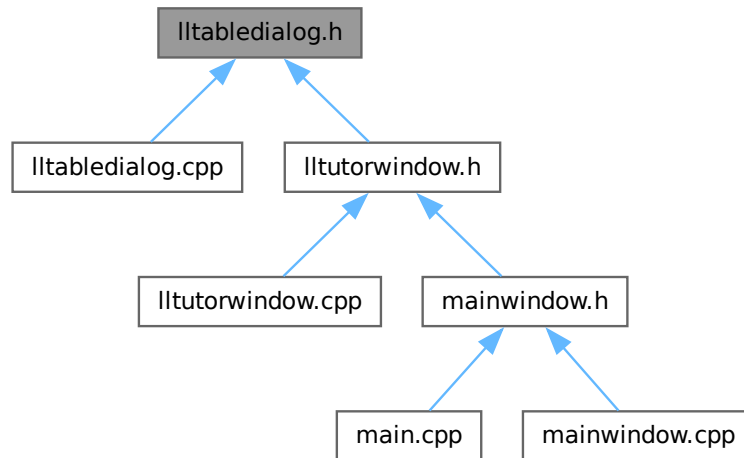 lltabledialog.h
lltabledialog.cpp
lltutorwindow.h
lltutorwindow.cpp
mainwindow.h
main.cpp
mainwindow.cpp